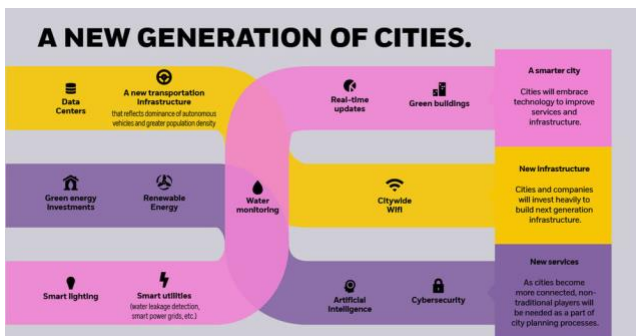 A NEW GENERATION OF CITIES.
Data
Centers
A new transportation
infrastructure
that reflects dominance of autonomous
vehicles and greater population density
Real-time
updates
Green buildings
A smarter city
Cities will embrace
technology to improve
services and
infrastructure.
Green energy
investments
Renewable
Energy
Water
monitoring
Citywide
Wifi
New infrastructure
Cities and companies
will invest heavily to
build next generation
infrastructure.
Smart lighting
Smart utilities
(water leakage detection,
smart power grids, etc.)
Artificial
Intelligence
Cybersecurity
New services
As cities become
more connected, non-
traditional players will
be needed as a part of
city planning processes.